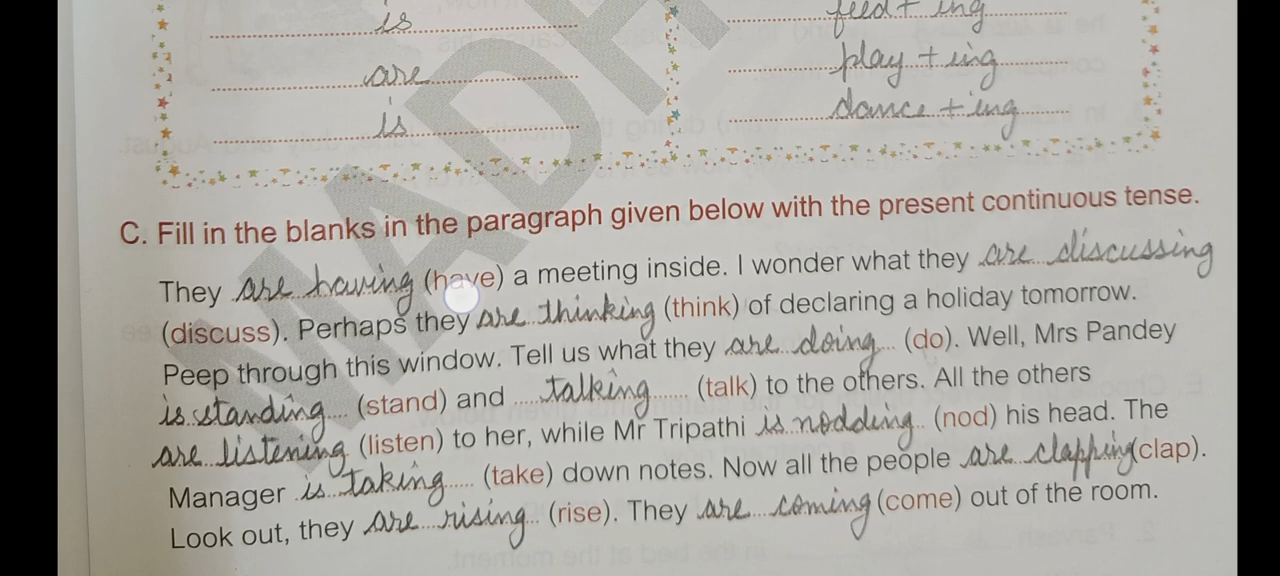 is
feed + ing
are
play + ing
is
dance + ing
MADH
C. Fill in the blanks in the paragraph given below with the present continuous tense.
They are having (have) a meeting inside. I wonder what they are discussing
(discuss). Perhaps they are thinking (think) of declaring a holiday tomorrow.
Peep through this window. Tell us what they are doing (do). Well, Mrs Pandey
is standing (stand) and talking (talk) to the others. All the others
are listening (listen) to her, while Mr Tripathi is nodding (nod) his head. The
Manager is taking (take) down notes. Now all the people are clapping (clap).
Look out, they are rising (rise). They are coming (come) out of the room.